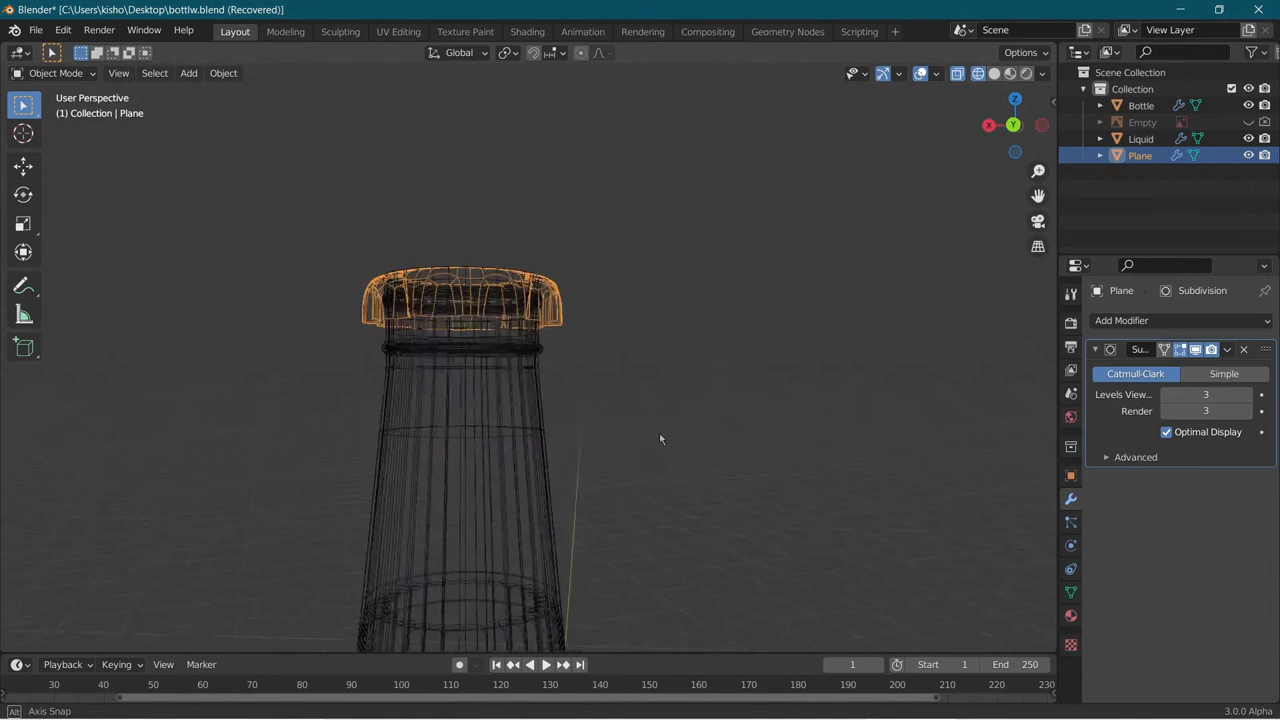 Blender* [C:\Users\kisho\Desktop\bottlw.blend (Recovered)]
File Edit Render Window Help Layout Modeling Sculpting UV Editing Texture Paint Shading Animation Rendering Compositing Geometry Nodes Scripting + Scene View Layer
Global Options
Object Mode View Select Add Object
User Perspective
(1) Collection | Plane
Z
X Y
Scene Collection
Collection
Bottle
Empty
Liquid
Plane
Plane Subdivision
Add Modifier
Su...
Catmull-Clark Simple
Levels View... 3
Render 3
Optimal Display
Advanced
Playback Keying View Marker 1 Start 1 End 250
30 40 50 60 70 80 90 100 110 120 130 140 150 160 170 180 190 200 210 220 230
Alt Axis Snap 3.0.0 Alpha